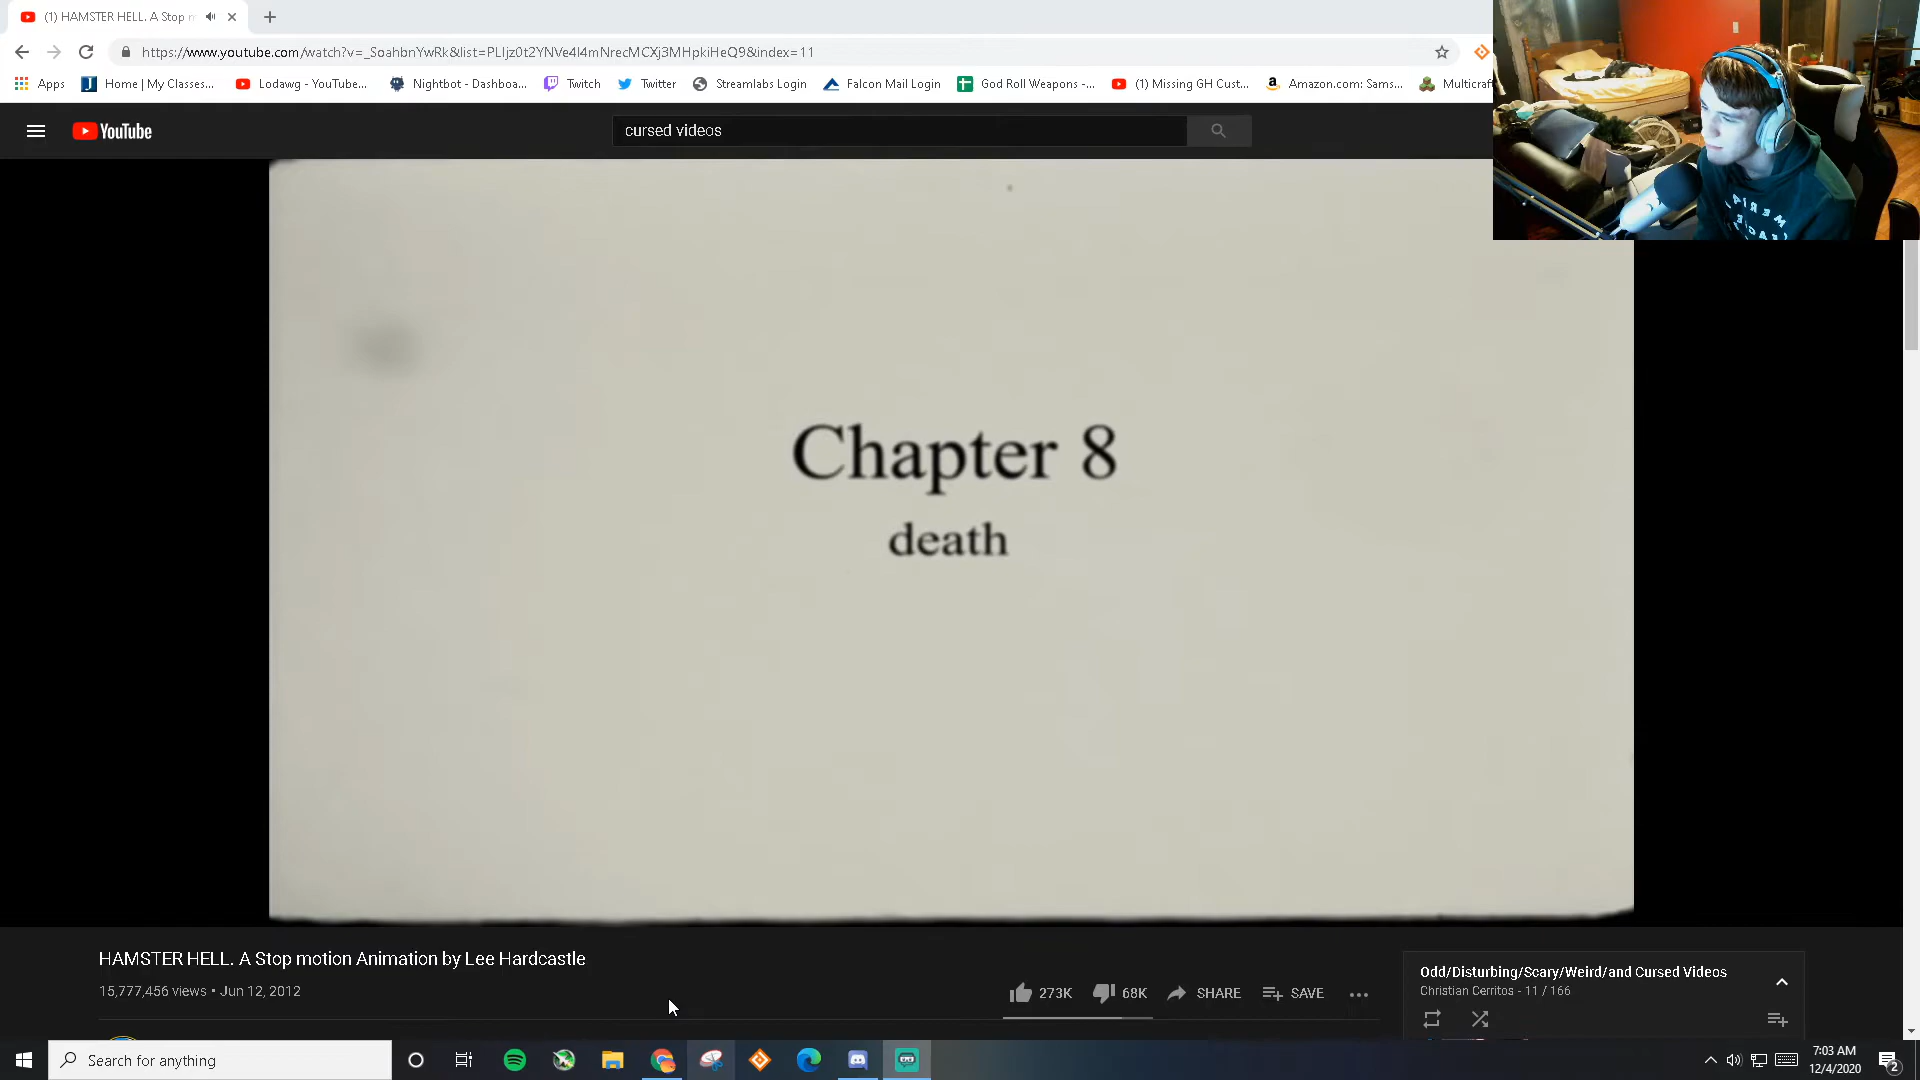 (1) HAMSTER HELL. A Stop m
https://www.youtube.com/watch?v=_SoahbnYwRk&list=PLIjz0t2YNVe4I4mNrecMCXj3MHpkiHeQ9&index=11
Apps
Home | My Classes...
Lodawg - YouTube...
Nightbot - Dashboa...
Twitch
Twitter
Streamlabs Login
Falcon Mail Login
God Roll Weapons -...
(1) Missing GH Cust...
Amazon.com: Sams...
Multicraft
YouTube
cursed videos
Chapter 8
death
HAMSTER HELL. A Stop motion Animation by Lee Hardcastle
15,777,456 views • Jun 12, 2012
273K
68K
SHARE
SAVE
Odd/Disturbing/Scary/Weird/and Cursed Videos
Christian Cerritos - 11 / 166
Search for anything
7:03 AM
12/4/2020
2